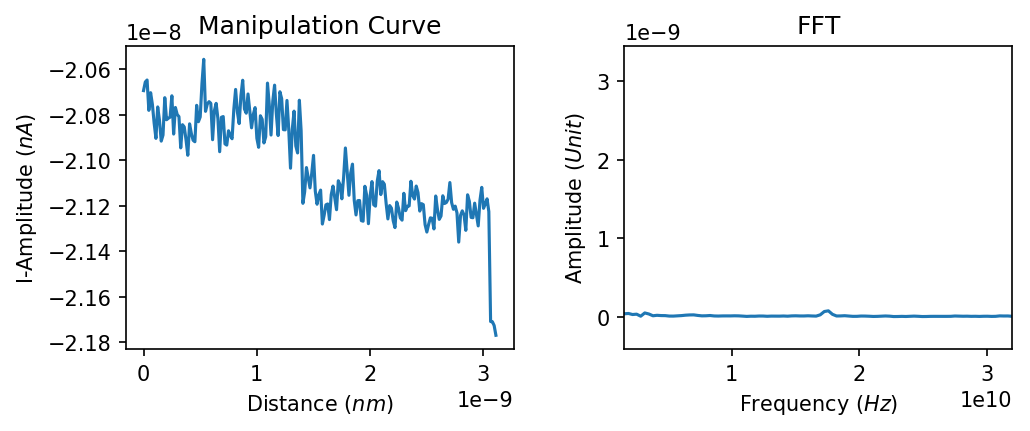 Manipulation Curve
1e−8
−2.06
−2.08
−2.10
−2.12
−2.14
−2.16
−2.18
I-Amplitude (nA)
0 1 2 3
1e−9
Distance (nm)
FFT
1e−9
3
2
1
0
Amplitude (Unit)
1 2 3
1e10
Frequency (Hz)